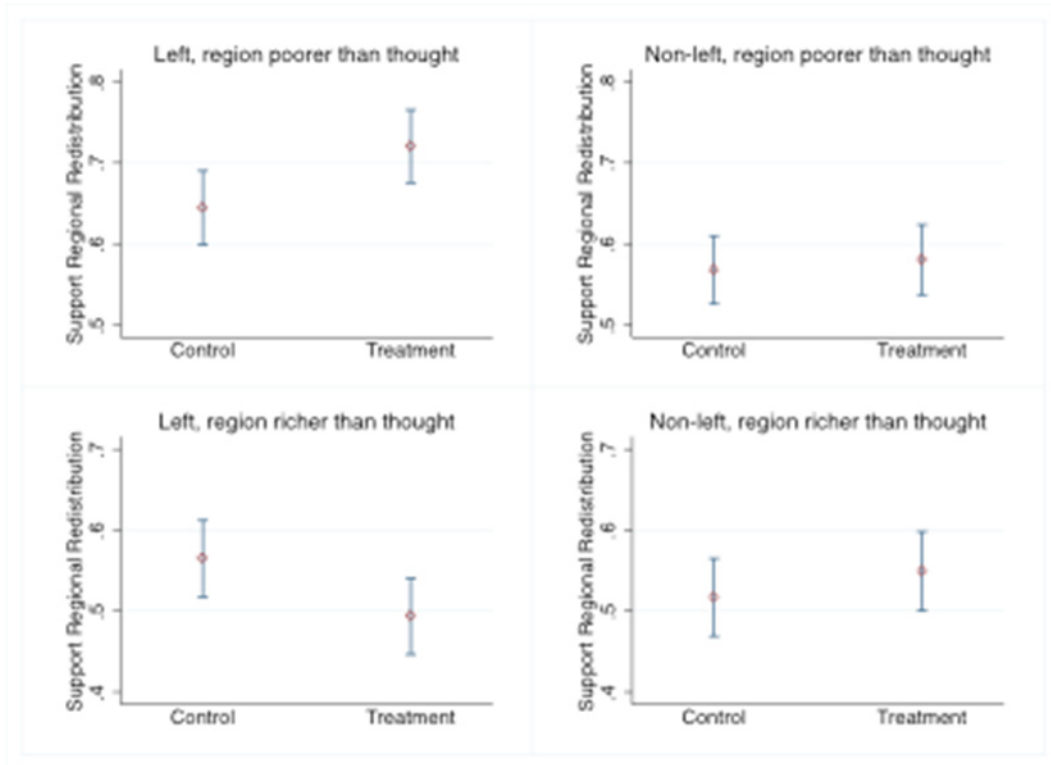 Left, region poorer than thought
Support Regional Redistribution
.8
.7
.6
.5
Control Treatment
Non-left, region poorer than thought
Support Regional Redistribution
.8
.7
.6
.5
Control Treatment
Left, region richer than thought
Support Regional Redistribution
.7
.6
.5
.4
Control Treatment
Non-left, region richer than thought
Support Regional Redistribution
.7
.6
.5
.4
Control Treatment